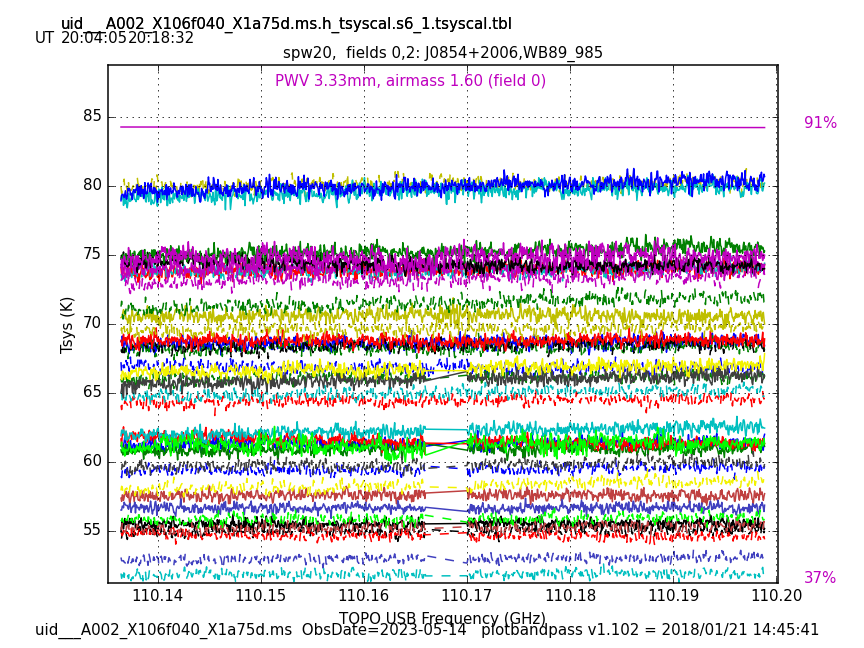 uid___A002_X106f040_X1a75d.ms.h_tsyscal.s6_1.tsyscal.tbl
UT 20:04:0520:18:32
spw20,  fields 0,2: J0854+2006,WB89_985
PWV 3.33mm, airmass 1.60 (field 0)
91%
37%
85
80
75
70
65
60
55
Tsys (K)
110.14 110.15 110.16 110.17 110.18 110.19 110.20
TOPO USB Frequency (GHz)
uid___A002_X106f040_X1a75d.ms  ObsDate=2023-05-14   plotbandpass v1.102 = 2018/01/21 14:45:41